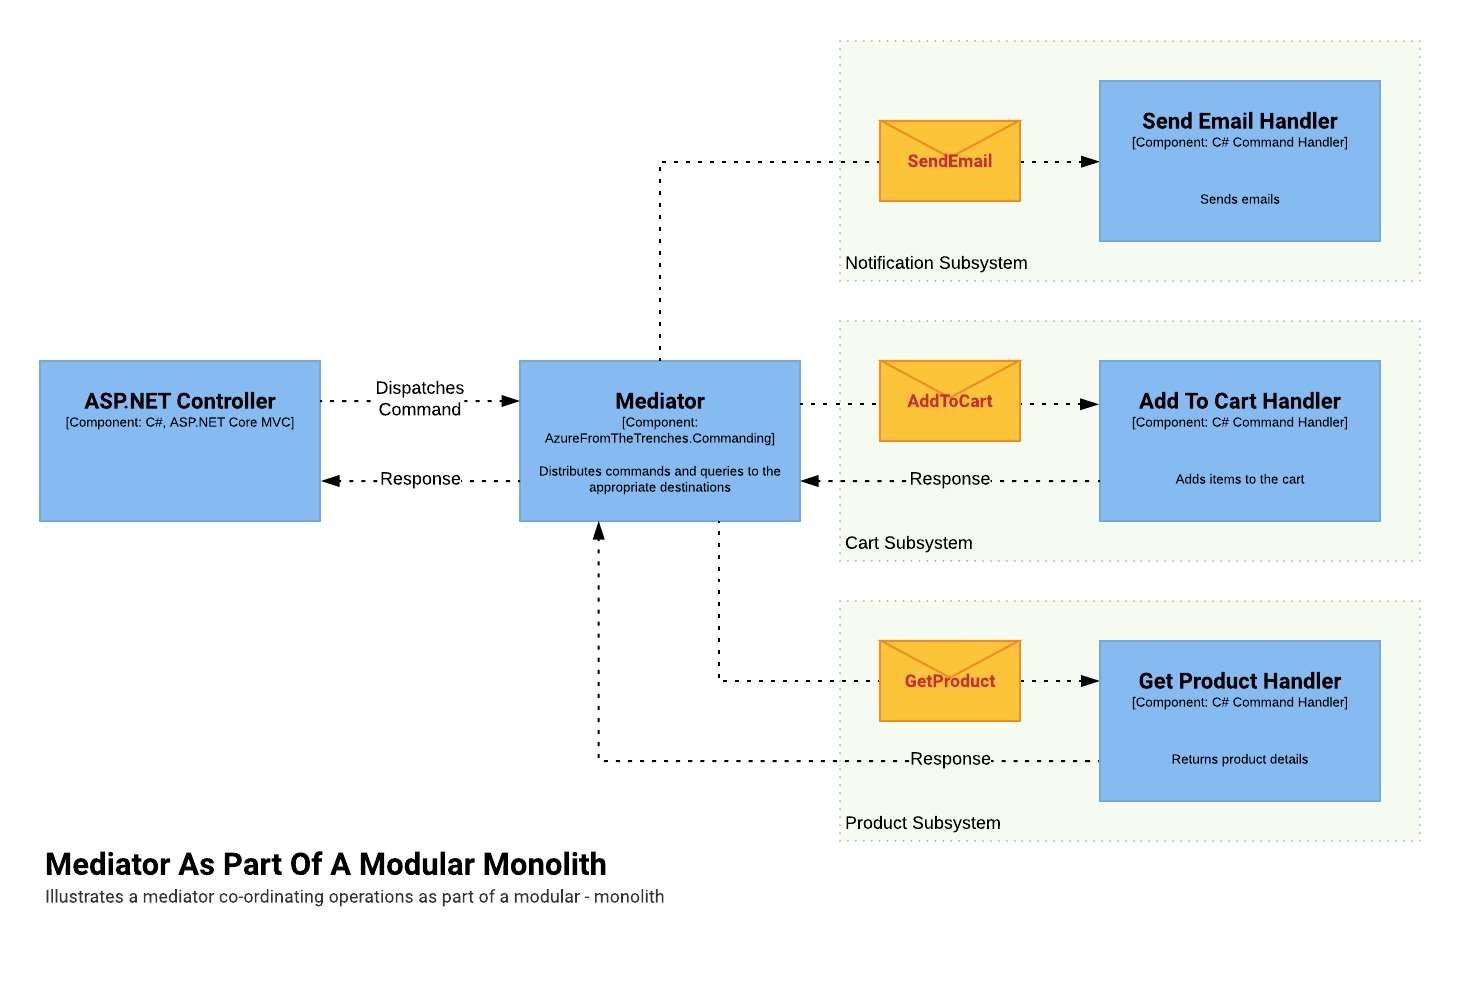 SendEmail
Send Email Handler
[Component: C# Command Handler]
Sends emails
Notification Subsystem
ASP.NET Controller
[Component: C#, ASP.NET Core MVC]
Dispatches
Command
Response
Mediator
[Component:
AzureFromTheTrenches.Commanding]
Distributes commands and queries to the
appropriate destinations
AddToCart
Add To Cart Handler
[Component: C# Command Handler]
Adds items to the cart
Response
Cart Subsystem
GetProduct
Get Product Handler
[Component: C# Command Handler]
Returns product details
Response
Product Subsystem
Mediator As Part Of A Modular Monolith
Illustrates a mediator co-ordinating operations as part of a modular - monolith